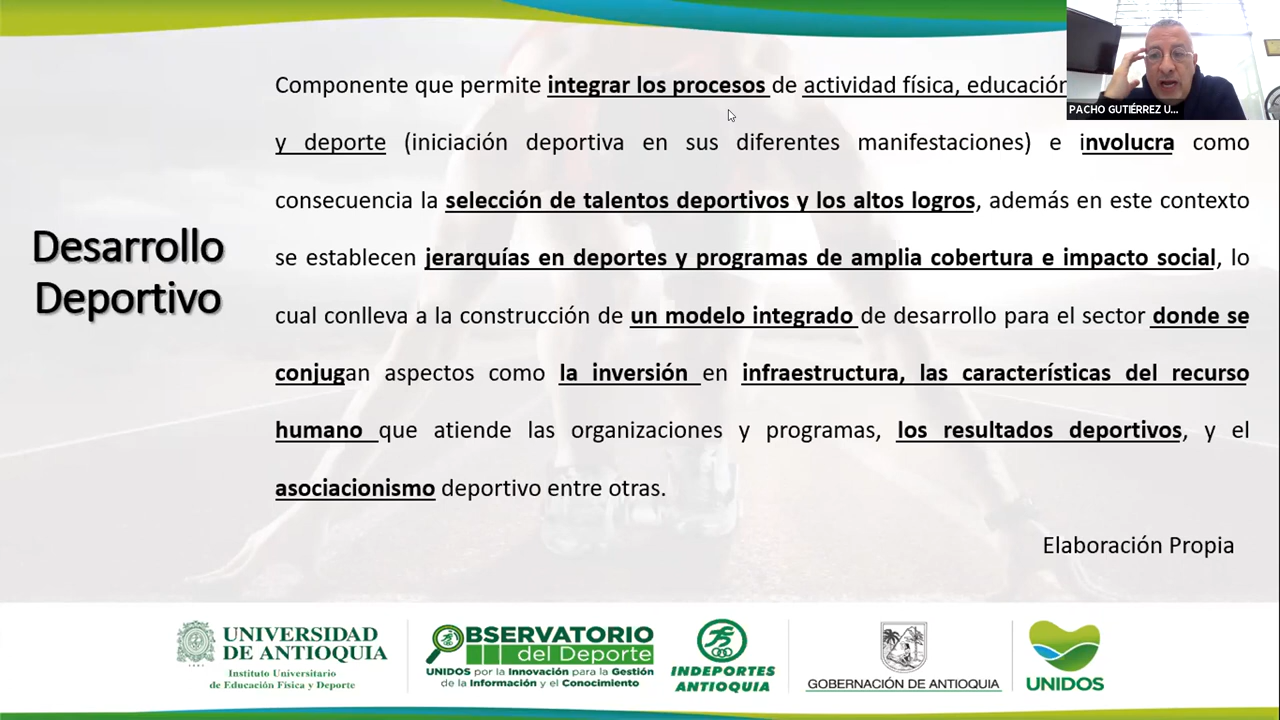 Componente que permite integrar los procesos de actividad física, educación
y deporte (iniciación deportiva en sus diferentes manifestaciones) e involucra como
consecuencia la selección de talentos deportivos y los altos logros, además en este contexto
se establecen jerarquías en deportes y programas de amplia cobertura e impacto social, lo
cual conlleva a la construcción de un modelo integrado de desarrollo para el sector donde se
conjugan aspectos como la inversión en infraestructura, las características del recurso
humano que atiende las organizaciones y programas, los resultados deportivos, y el
asociacionismo deportivo entre otras.
Elaboración Propia
Desarrollo
Deportivo
PACHO GUTIÉRREZ U...
UNIVERSIDAD
DE ANTIOQUIA
Instituto Universitario
de Educación Física y Deporte
OBSERVATORIO
del Deporte
UNIDOS por la Innovación para la Gestión
de la Información y el Conocimiento
INDEPORTES
ANTIOQUIA
GOBERNACIÓN DE ANTIOQUIA
UNIDOS